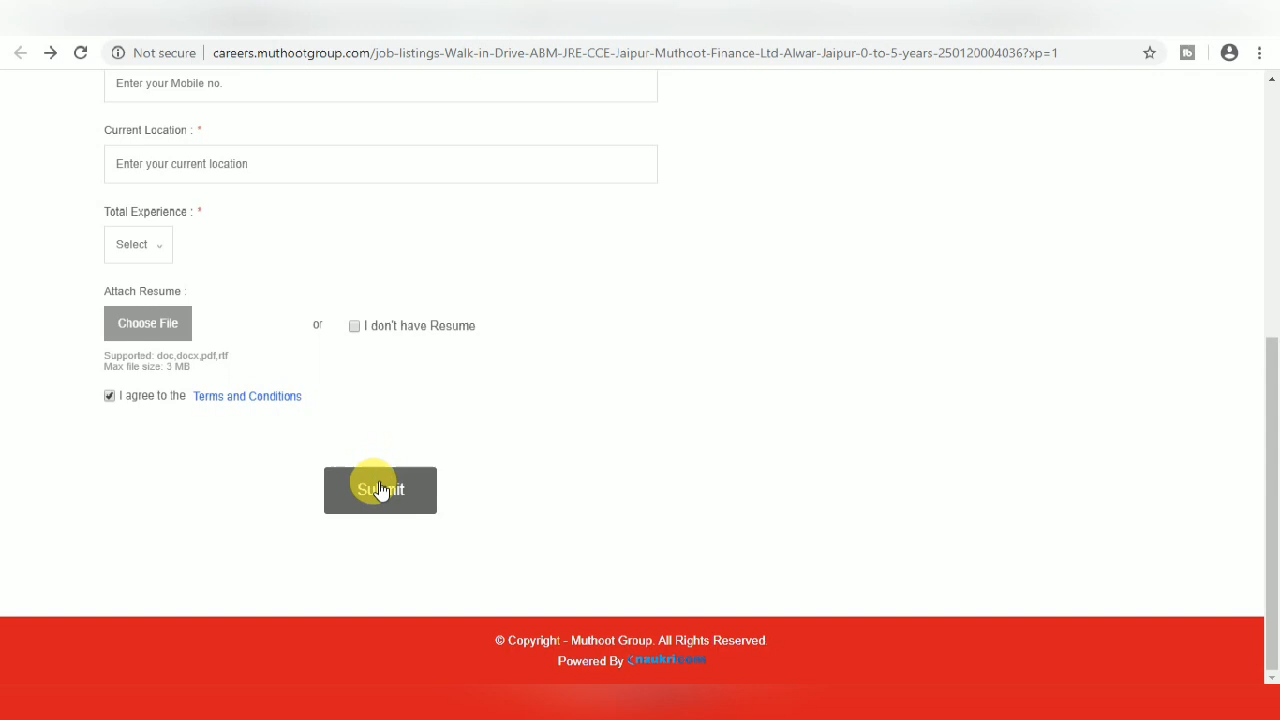 Not secure
careers.muthootgroup.com/job-listings-Walk-in-Drive-ABM-JRE-CCE-Jaipur-Muthoot-Finance-Ltd-Alwar-Jaipur-0-to-5-years-250120004036?xp=1
Enter your Mobile no.
Current Location : *
Enter your current location
Total Experience : *
Select
Attach Resume :
Choose File or I don't have Resume
Supported: doc,docx,pdf,rtf
Max file size: 3 MB
I agree to the Terms and Conditions
Submit
© Copyright - Muthoot Group. All Rights Reserved.
Powered By naukri.com